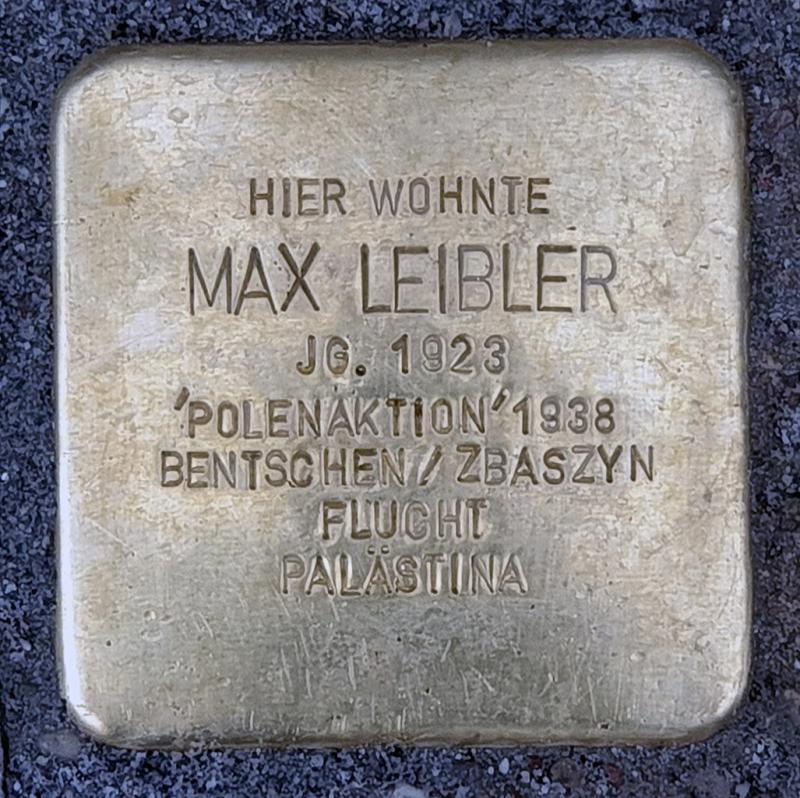 HIER WOHNTE
MAX LEIBLER
JG. 1923
'POLENAKTION' 1938
BENTSCHEN / ZBASZYN
FLUCHT
PALÄSTINA